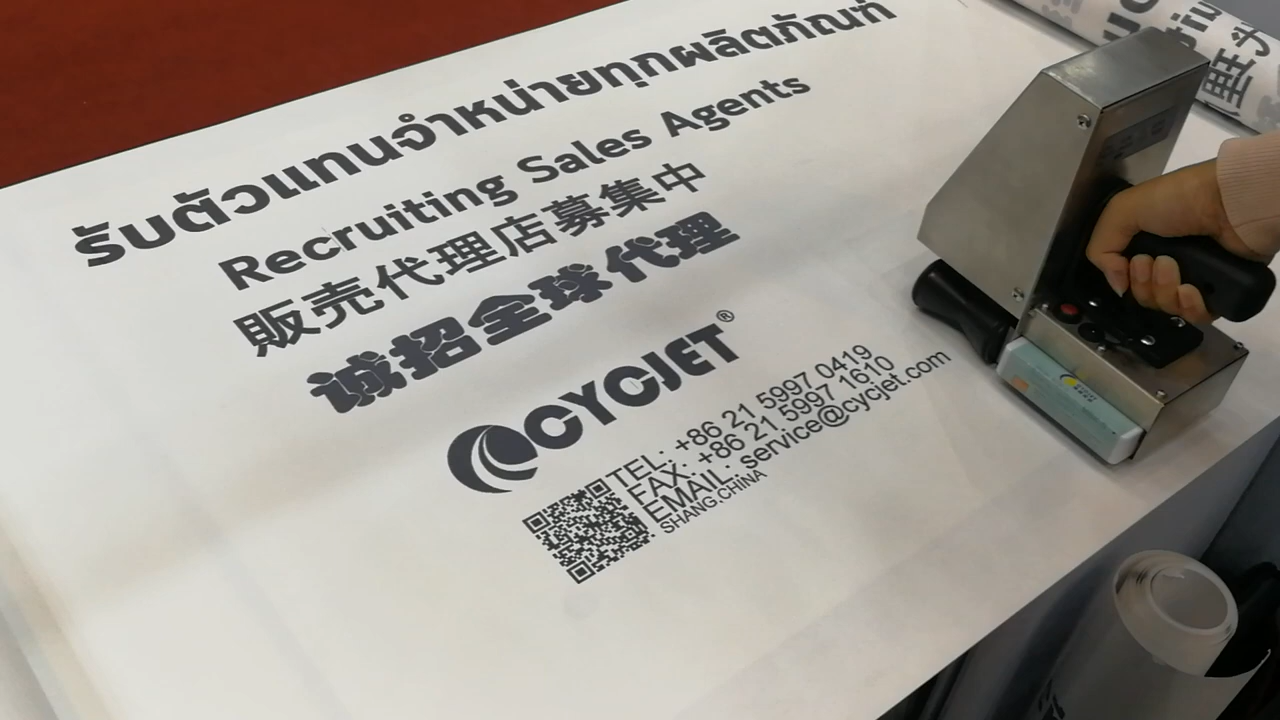 รับตัวแทนจำหน่ายทุกผลิตภัณฑ์
Recruiting Sales Agents
販売代理店募集中
诚招全球代理
CYCJET®
TEL: +86 21 5997 0419
FAX: +86 21 5997 1610
EMAIL: service@cycjet.com
SHANG,CHINA